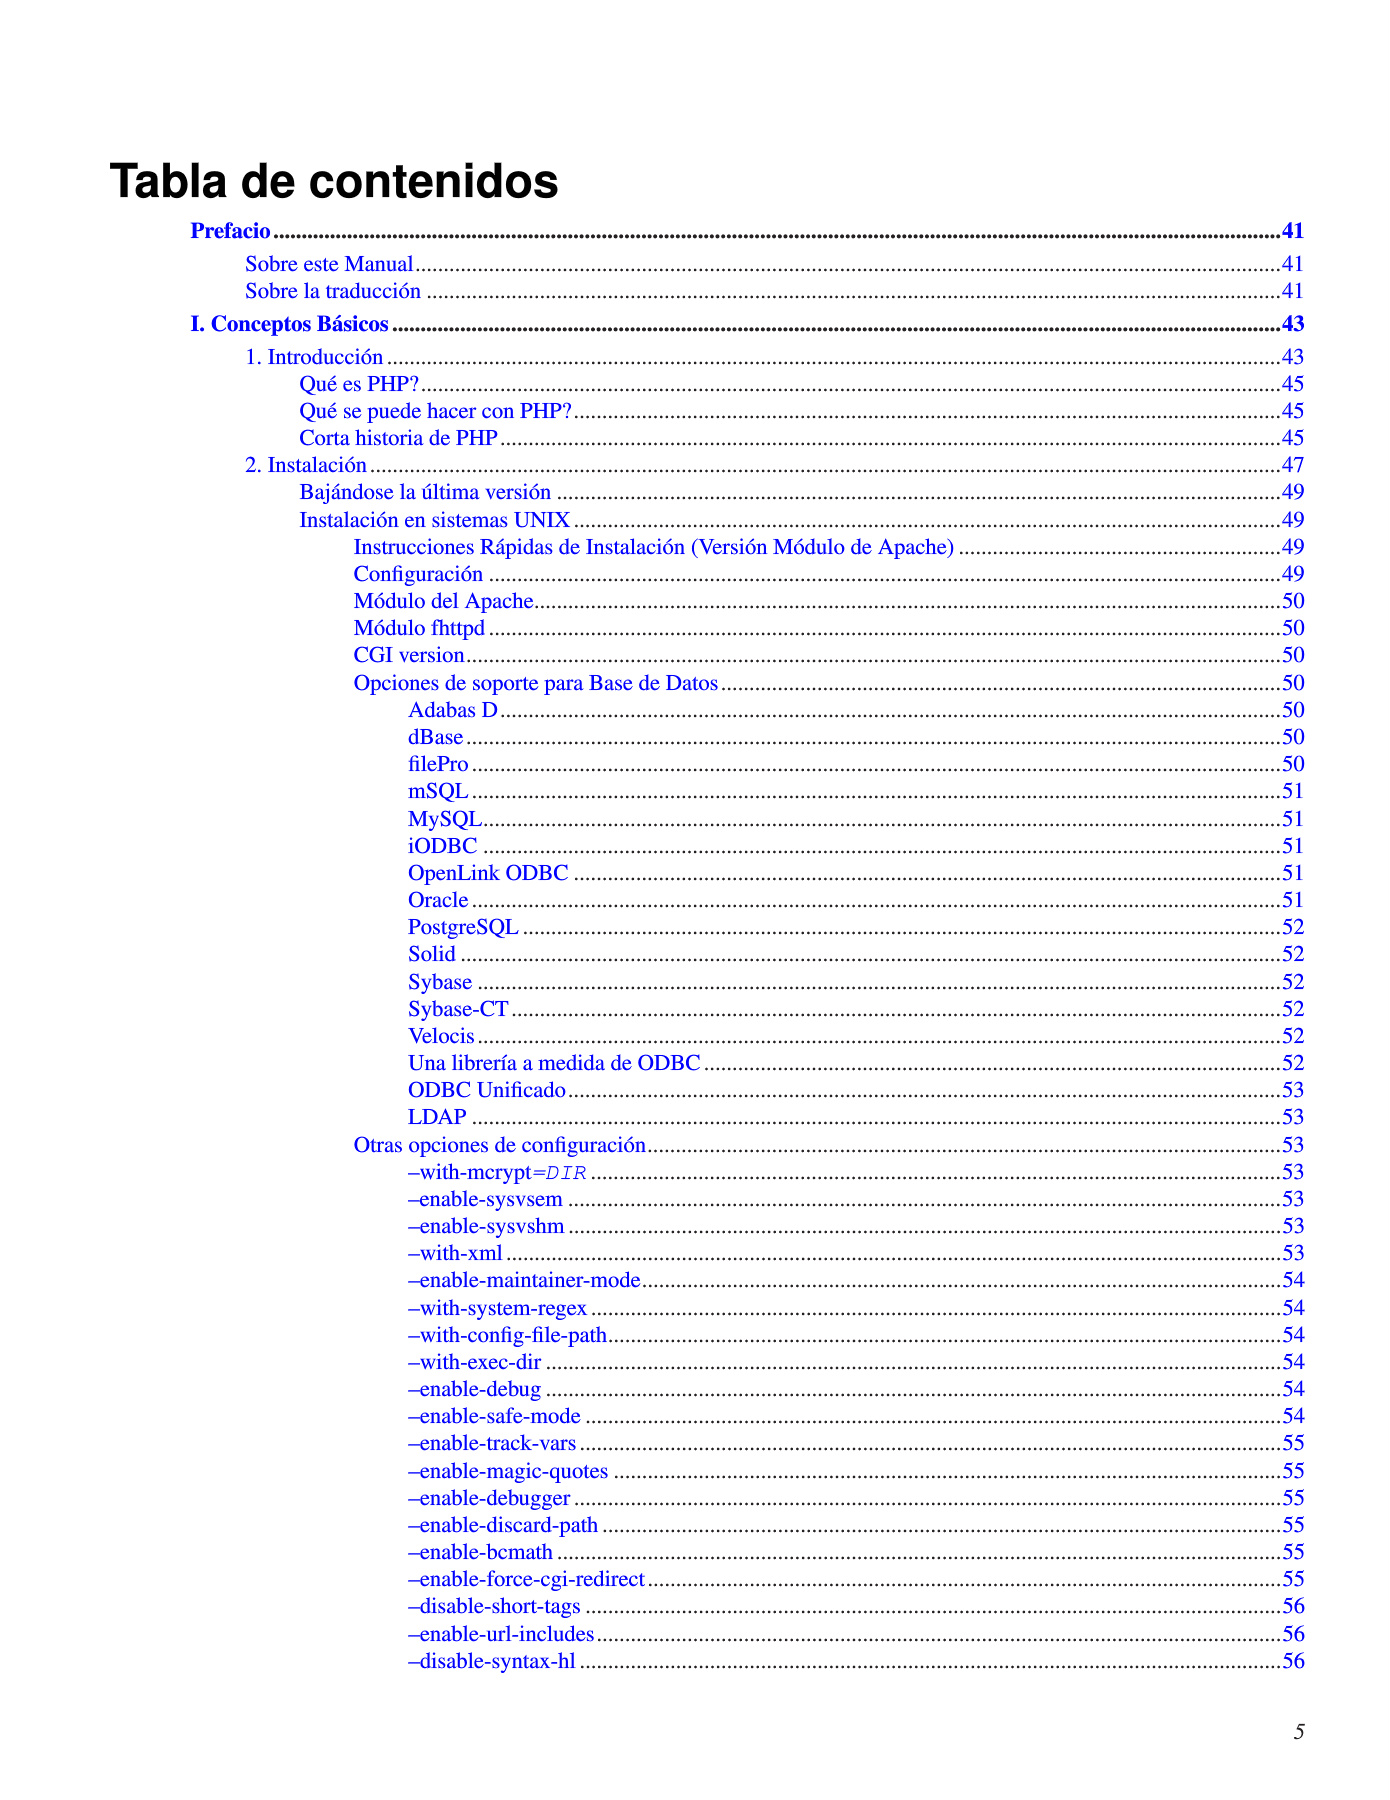 Tabla de contenidos
Prefacio....................41
Sobre este Manual....................41
Sobre la traducción ....................41
I. Conceptos Básicos....................43
1. Introducción....................43
Qué es PHP?....................45
Qué se puede hacer con PHP?....................45
Corta historia de PHP....................45
2. Instalación....................47
Bajándose la última versión ....................49
Instalación en sistemas UNIX....................49
Instrucciones Rápidas de Instalación (Versión Módulo de Apache) ....................49
Configuración ....................49
Módulo del Apache....................50
Módulo fhttpd....................50
CGI version....................50
Opciones de soporte para Base de Datos....................50
Adabas D....................50
dBase....................50
filePro....................50
mSQL....................51
MySQL....................51
iODBC ....................51
OpenLink ODBC ....................51
Oracle....................51
PostgreSQL....................52
Solid ....................52
Sybase ....................52
Sybase-CT....................52
Velocis....................52
Una librería a medida de ODBC....................52
ODBC Unificado....................53
LDAP ....................53
Otras opciones de configuración....................53
–with-mcrypt=DIR ....................53
–enable-sysvsem ....................53
–enable-sysvshm....................53
–with-xml....................53
–enable-maintainer-mode....................54
–with-system-regex ....................54
–with-config-file-path....................54
–with-exec-dir ....................54
–enable-debug ....................54
–enable-safe-mode ....................54
–enable-track-vars....................55
–enable-magic-quotes ....................55
–enable-debugger....................55
–enable-discard-path ....................55
–enable-bcmath ....................55
–enable-force-cgi-redirect....................55
–disable-short-tags ....................56
–enable-url-includes....................56
–disable-syntax-hl ....................56
5